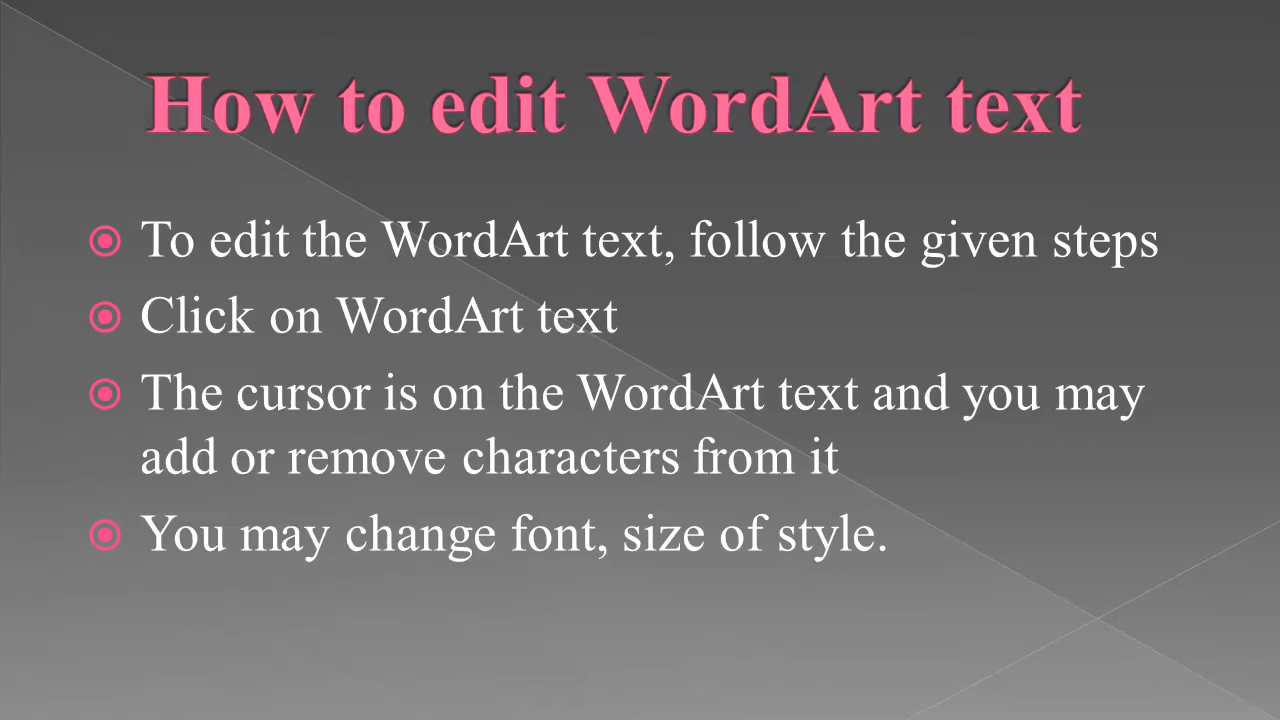 How to edit WordArt text
To edit the WordArt text, follow the given steps
Click on WordArt text
The cursor is on the WordArt text and you may
add or remove characters from it
You may change font, size of style.